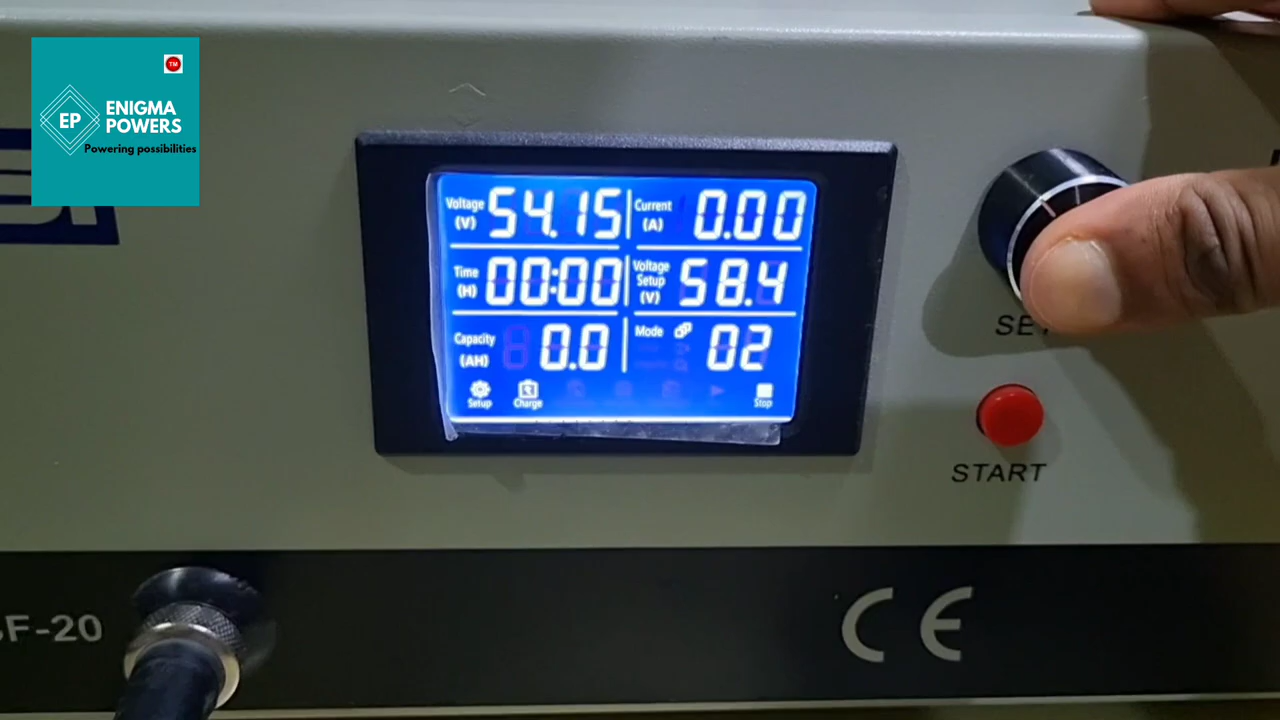 TM
EP ENIGMA
POWERS
Powering possibilities
Voltage (V) 54.15 Current (A) 0.00
Time (H) 00:00 Voltage Setup (V) 58.4
Capacity (AH) 0.0 Mode 02
Setup Charge Stop
SET
START
F-20
CE